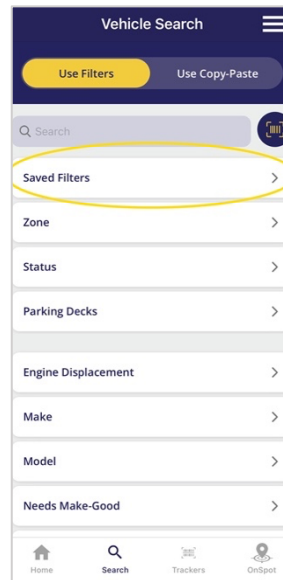 Vehicle Search
Use Filters
Use Copy-Paste
Search
Saved Filters
Zone
Status
Parking Decks
Engine Displacement
Make
Model
Needs Make-Good
Home
Search
Trackers
OnSpot